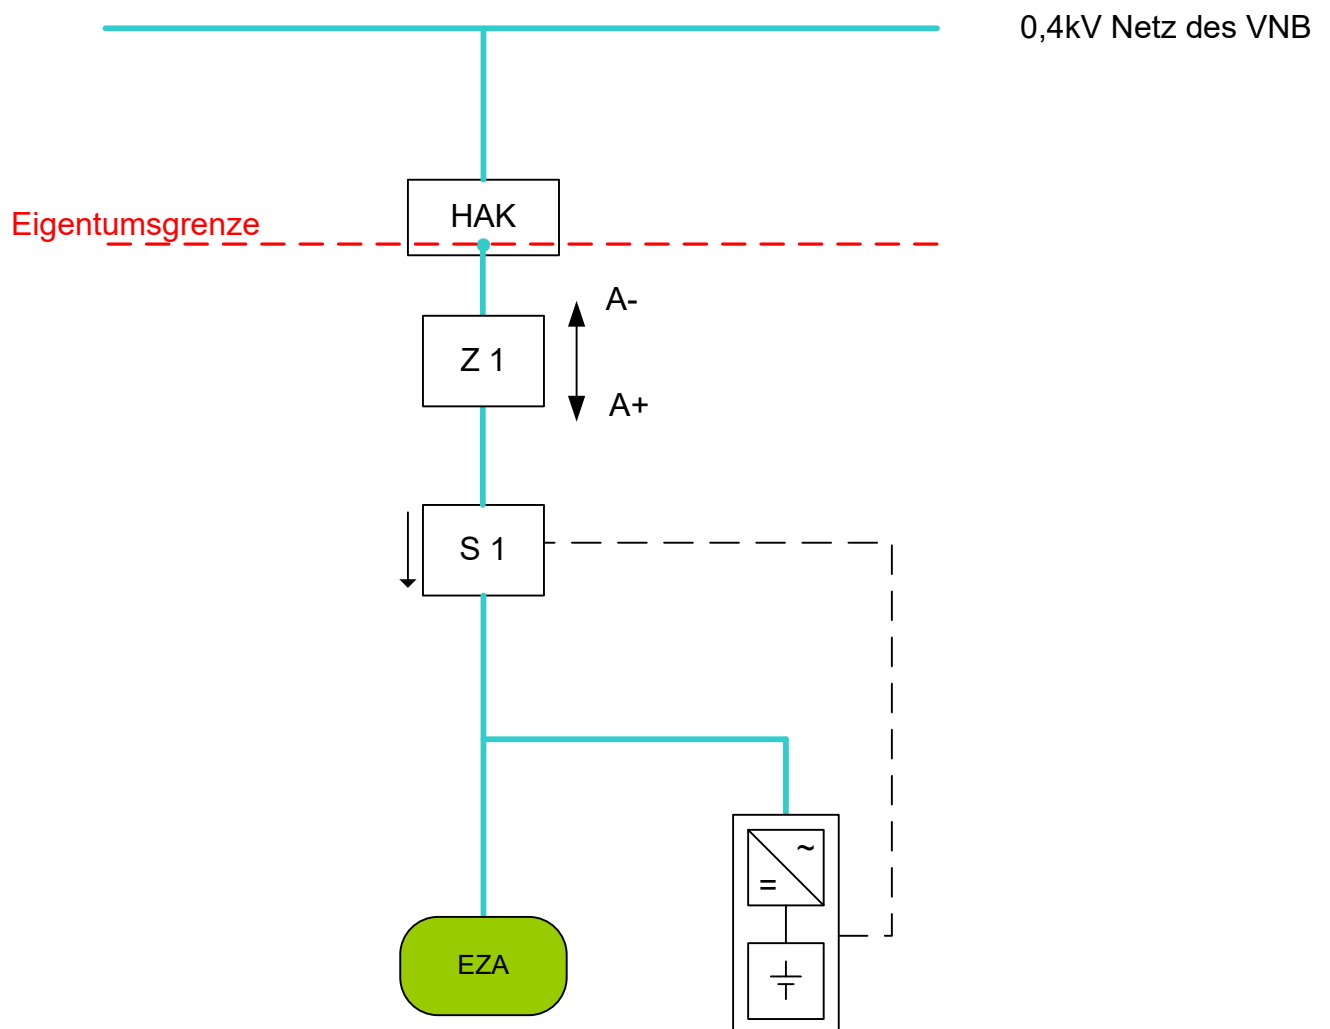 0,4kV Netz des VNB
HAK
Eigentumsgrenze
A-
Z 1
A+
S 1
~
=
EZA